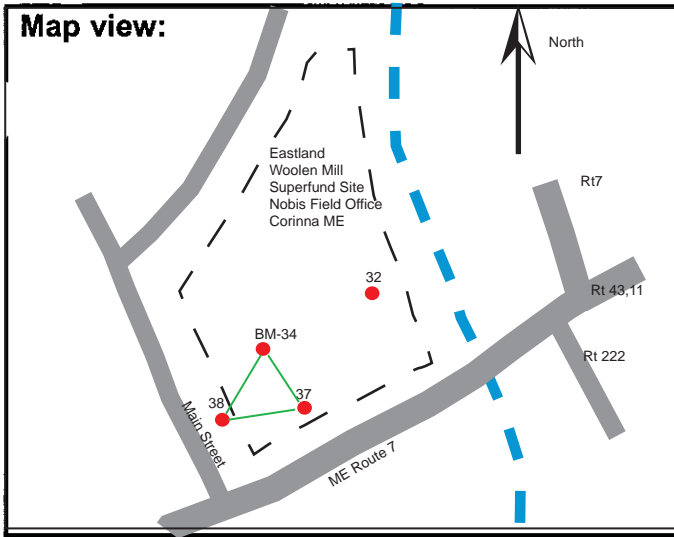 Map view:
North
Eastland
Woolen Mill
Superfund Site
Nobis Field Office
Corinna ME
Rt7
32
Rt 43,11
BM-34
Rt 222
38
37
Main Street
ME Route 7